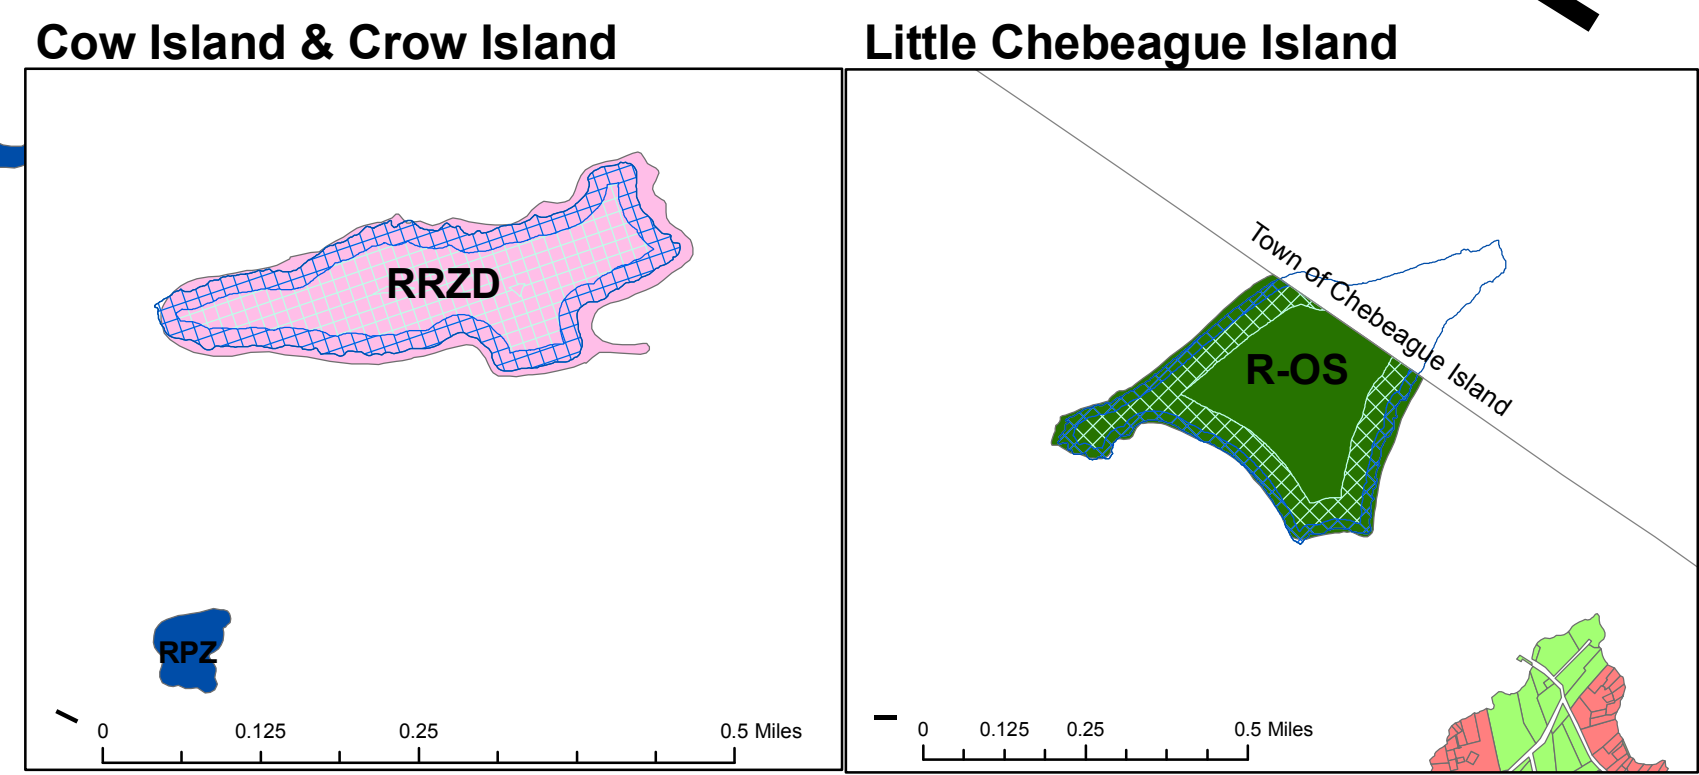 Cow Island & Crow Island
RRZD
RPZ
0 0.125 0.25 0.5 Miles
Little Chebeague Island
Town of Chebeague Island
R-OS
0 0.125 0.25 0.5 Miles